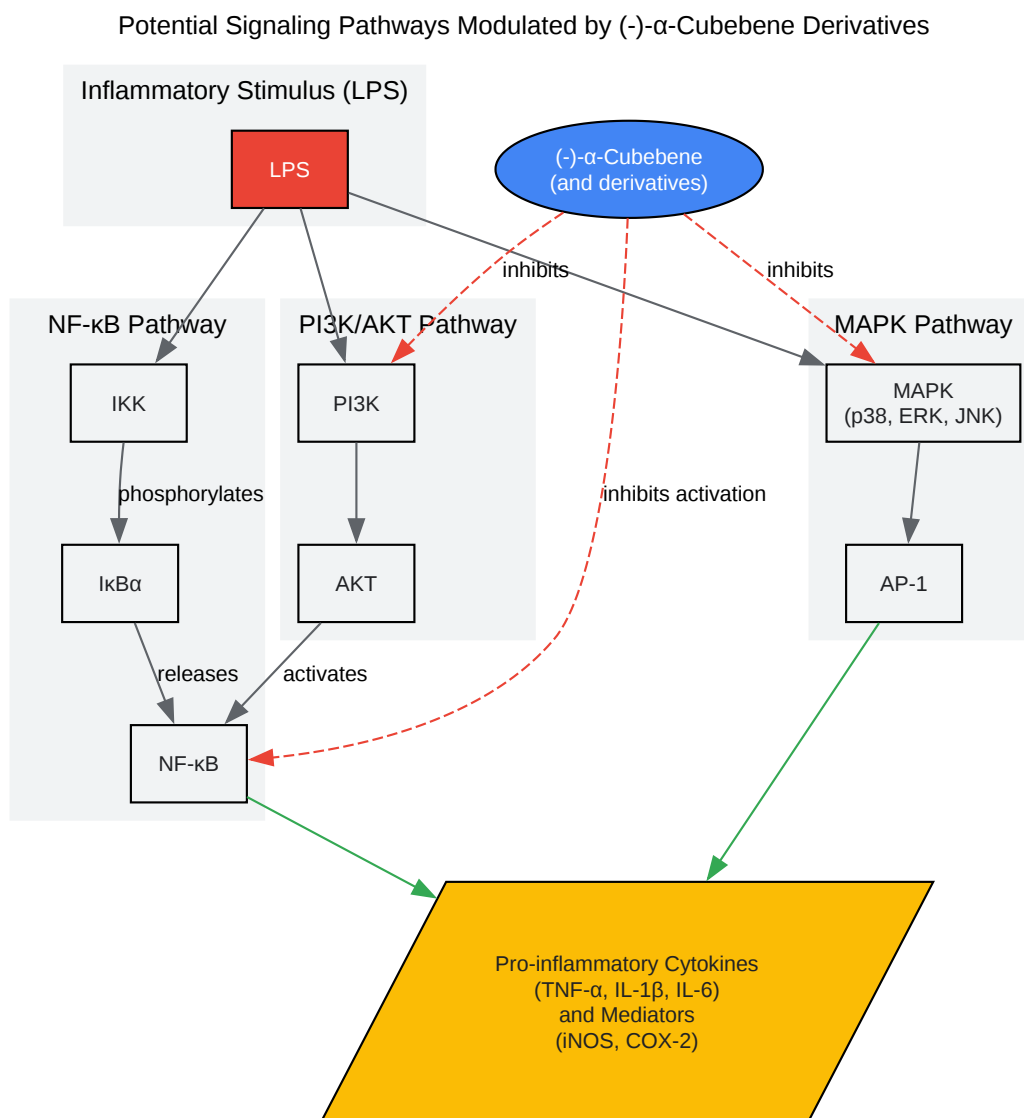 Potential Signaling Pathways Modulated by (-)-α-Cubebene Derivatives
Inflammatory Stimulus (LPS)
LPS
(-)-α-Cubebene
(and derivatives)
inhibits
inhibits
NF-κB Pathway
PI3K/AKT Pathway
MAPK Pathway
IKK
PI3K
MAPK
(p38, ERK, JNK)
phosphorylates
inhibits activation
IκBα
AKT
AP-1
releases
activates
NF-κB
Pro-inflammatory Cytokines
(TNF-α, IL-1β, IL-6)
and Mediators
(iNOS, COX-2)